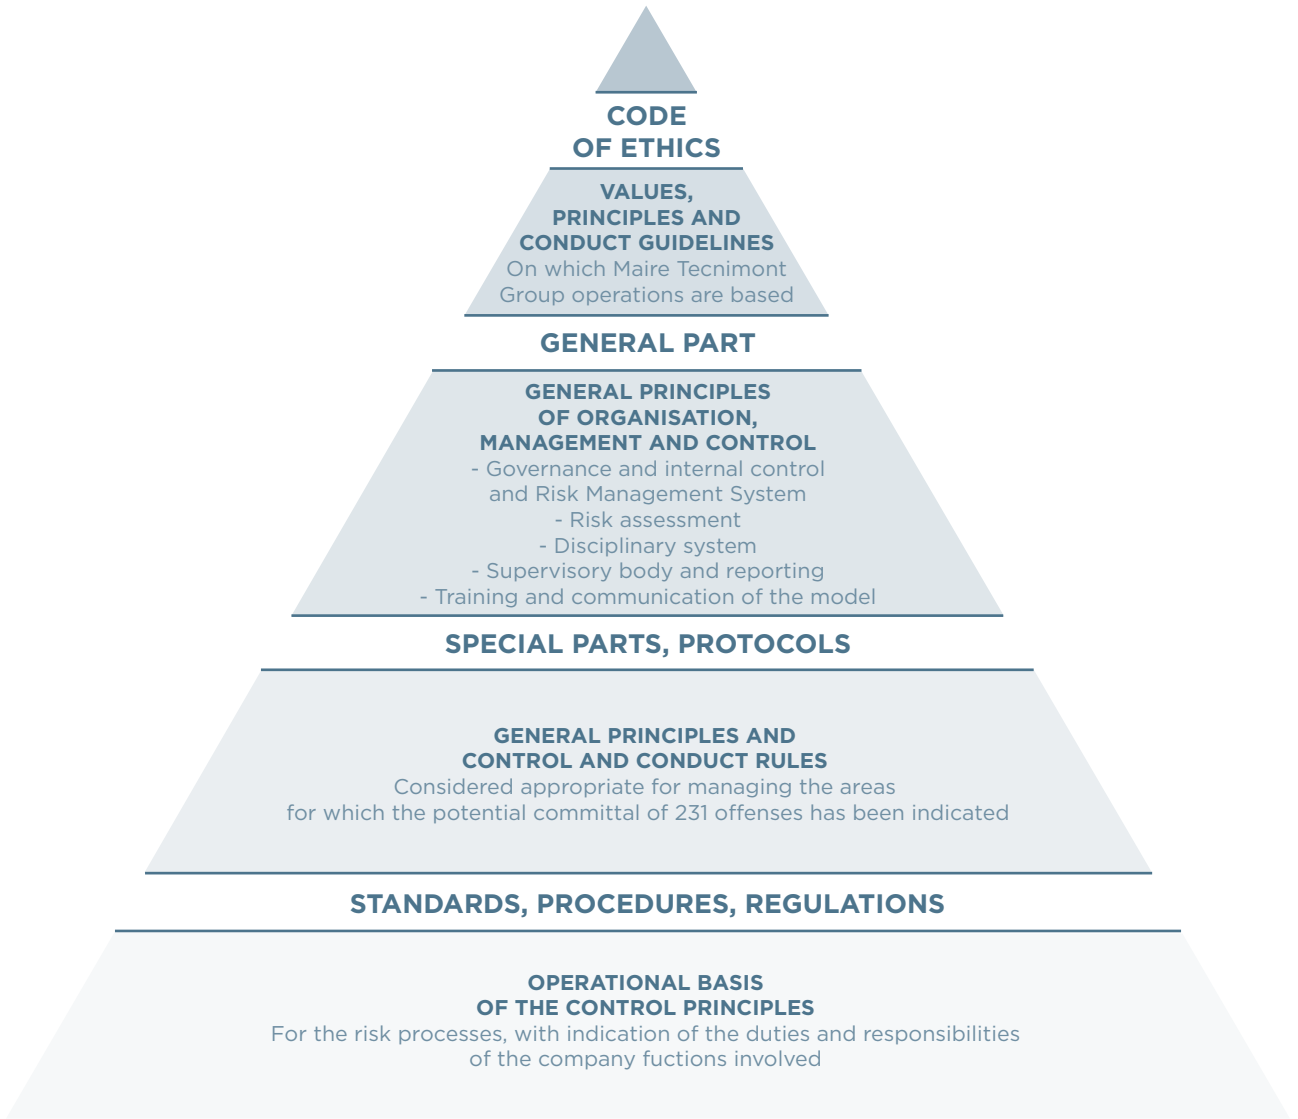 CODE
OF ETHICS
VALUES,
PRINCIPLES AND
CONDUCT GUIDELINES
On which Maire Tecnimont
Group operations are based
GENERAL PART
GENERAL PRINCIPLES
OF ORGANISATION,
MANAGEMENT AND CONTROL
- Governance and internal control
and Risk Management System
- Risk assessment
- Disciplinary system
- Supervisory body and reporting
- Training and communication of the model
SPECIAL PARTS, PROTOCOLS
GENERAL PRINCIPLES AND
CONTROL AND CONDUCT RULES
Considered appropriate for managing the areas
for which the potential committal of 231 offenses has been indicated
STANDARDS, PROCEDURES, REGULATIONS
OPERATIONAL BASIS
OF THE CONTROL PRINCIPLES
For the risk processes, with indication of the duties and responsibilities
of the company fuctions involved